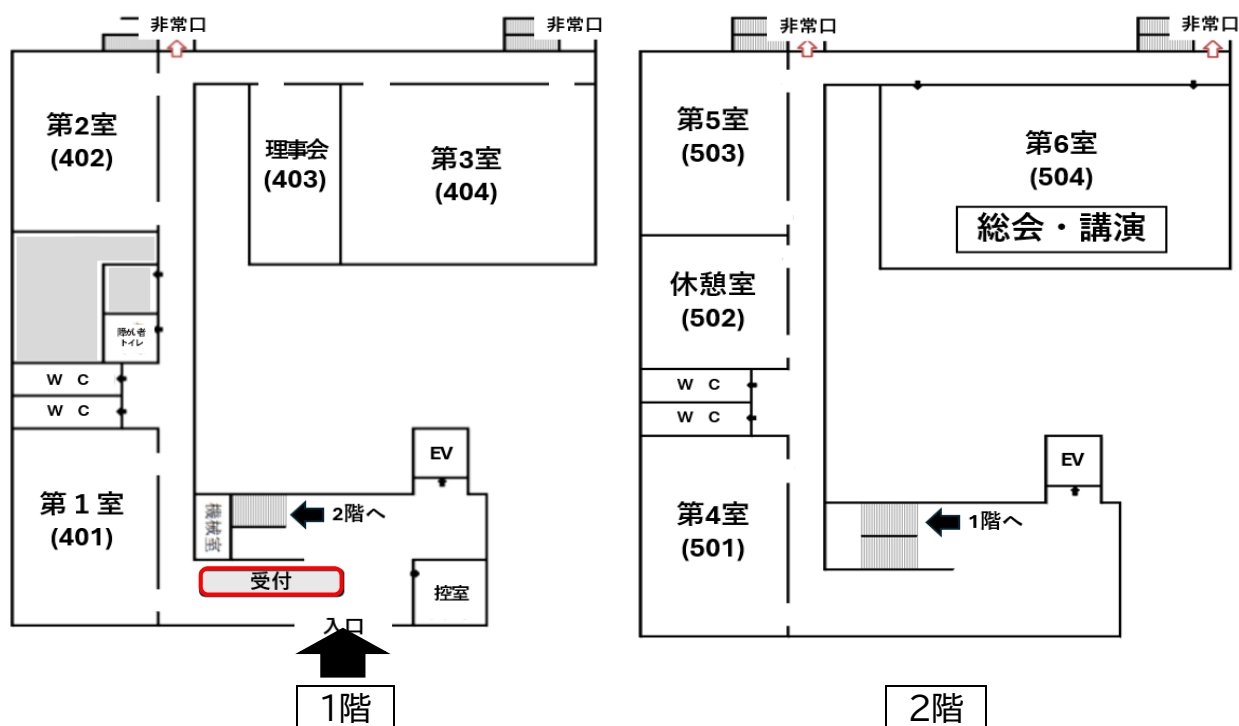 非常口
非常口
第2室
(402)
理事会
(403)
第3室
(404)
障がい者
トイレ
W C
W C
第１室
(401)
EV
機械室
2階へ
受付
控室
入口
1階
非常口
非常口
第5室
(503)
第6室
(504)
総会・講演
休憩室
(502)
W C
W C
第4室
(501)
EV
1階へ
2階